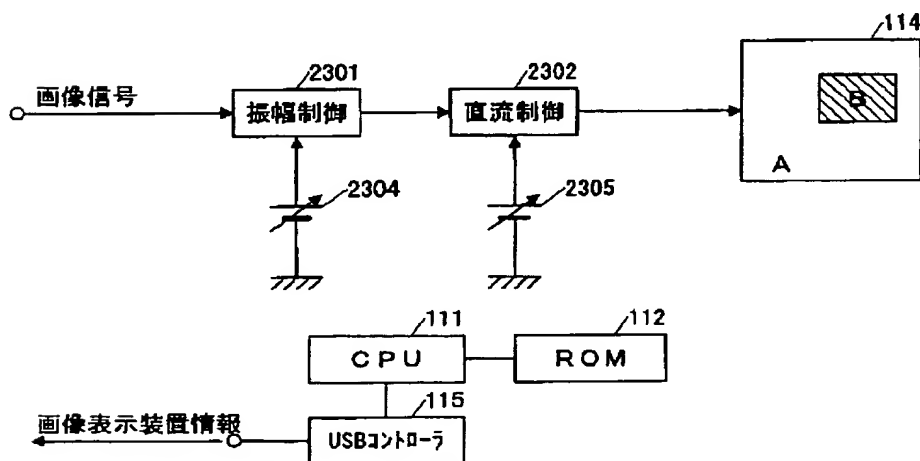 114
2301
2302
画像信号
振幅制御
直流制御
B
A
2304
2305
111
112
CPU
ROM
115
画像表示装置情報
USBコントローラ